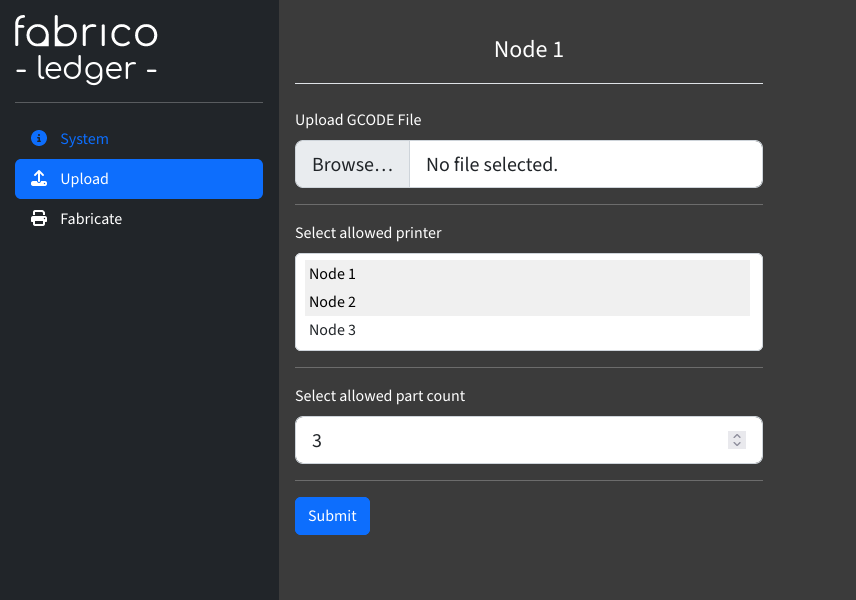 fabrico
- ledger -
System
Upload
Fabricate
Node 1
Upload GCODE File
Browse... No file selected.
Select allowed printer
Node 1
Node 2
Node 3
Select allowed part count
3
Submit